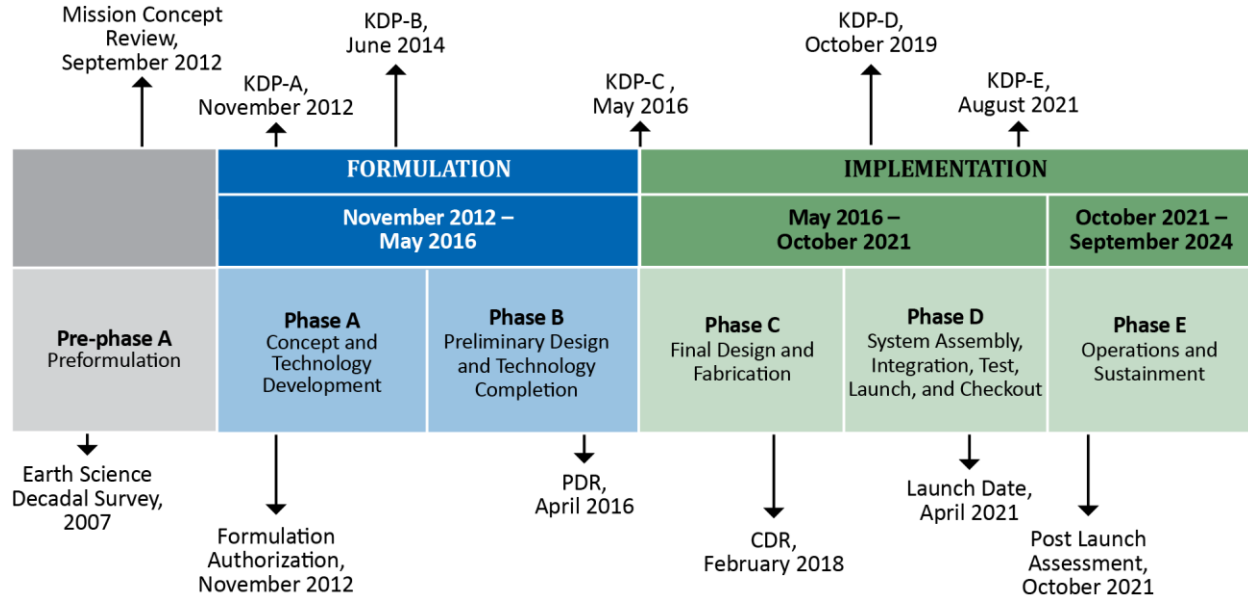 Mission Concept
Review,
September 2012
KDP-A,
November 2012
KDP-B,
June 2014
KDP-C ,
May 2016
KDP-D,
October 2019
KDP-E,
August 2021
FORMULATION
IMPLEMENTATION
November 2012 –
May 2016
May 2016 –
October 2021
October 2021 –
September 2024
Pre-phase A
Preformulation
Phase A
Concept and
Technology
Development
Phase B
Preliminary Design
and Technology
Completion
Phase C
Final Design and
Fabrication
Phase D
System Assembly,
Integration, Test,
Launch, and Checkout
Phase E
Operations and
Sustainment
Earth Science
Decadal Survey,
2007
Formulation
Authorization,
November 2012
PDR,
April 2016
CDR,
February 2018
Launch Date,
April 2021
Post Launch
Assessment,
October 2021